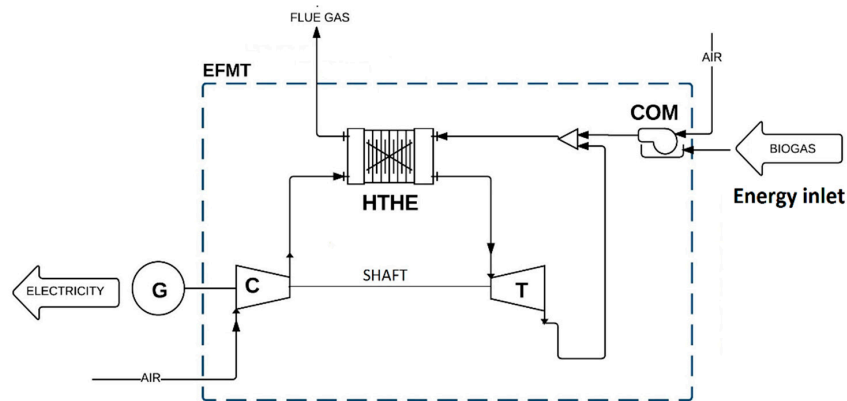 FLUE GAS
EFMT
AIR
COM
BIOGAS
Energy inlet
HTHE
SHAFT
ELECTRICITY
G
C
T
AIR